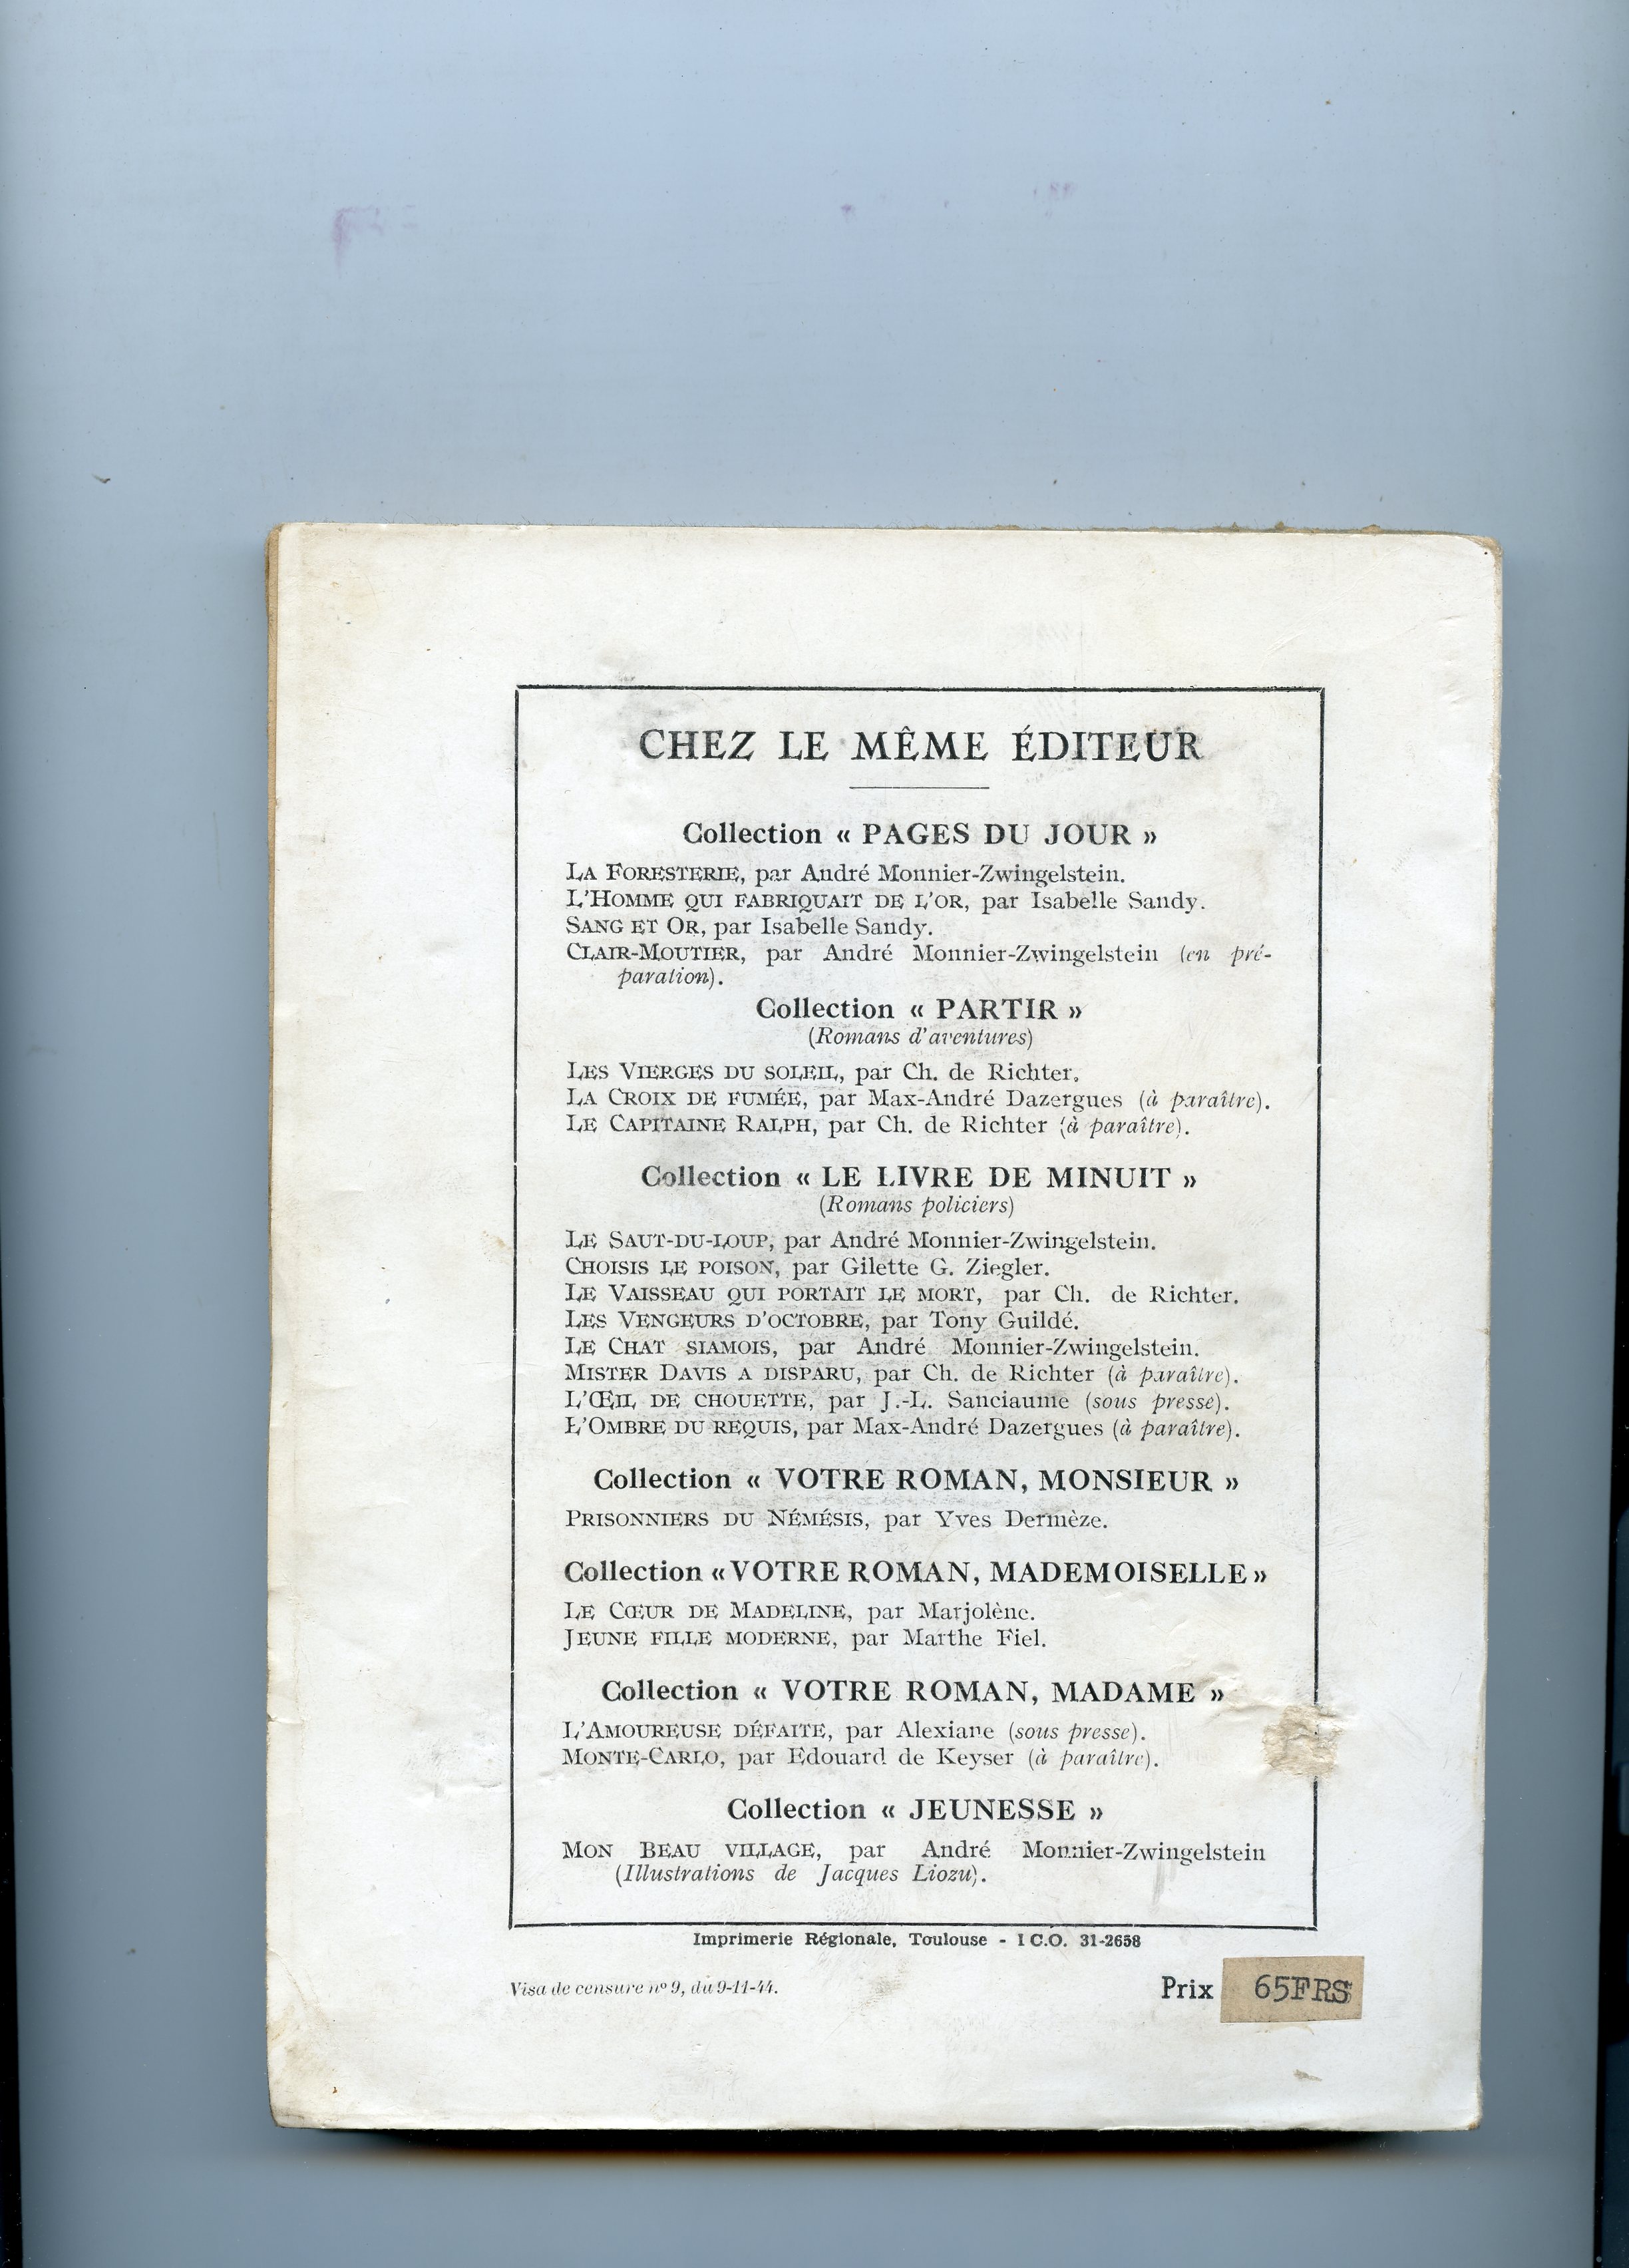 CHEZ LE MÊME ÉDITEUR
Collection « PAGES DU JOUR »
LA FORESTERIE, par André Monnier-Zwingelstein.
L'HOMME QUI FABRIQUAIT DE L'OR, par Isabelle Sandy.
SANG ET OR, par Isabelle Sandy.
CLAIR-MOUTIER, par André Monnier-Zwingelstein (en pré-
paration).
Collection « PARTIR »
(Romans d'aventures)
LES VIERGES DU SOLEIL, par Ch. de Richter.
LA CROIX DE FUMÉE, par Max-André Dazergues (à paraître).
LE CAPITAINE RALPH, par Ch. de Richter (à paraître).
Collection « LE LIVRE DE MINUIT »
(Romans policiers)
LE SAUT-DU-LOUP, par André Monnier-Zwingelstein.
CHOISIS LE POISON, par Gilette G. Ziegler.
LE VAISSEAU QUI PORTAIT LE MORT, par Ch. de Richter.
LES VENGEURS D'OCTOBRE, par Tony Guildé.
LE CHAT SIAMOIS, par André Monnier-Zwingelstein.
MISTER DAVIS A DISPARU, par Ch. de Richter (à paraître).
L'ŒIL DE CHOUETTE, par J.-L. Sanciaume (sous presse).
L'OMBRE DU REQUIS, par Max-André Dazergues (à paraître).
Collection « VOTRE ROMAN, MONSIEUR »
PRISONNIERS DU NÉMÉSIS, par Yves Dermèze.
Collection « VOTRE ROMAN, MADEMOISELLE »
LE CŒUR DE MADELINE, par Marjolène.
JEUNE FILLE MODERNE, par Marthe Fiel.
Collection « VOTRE ROMAN, MADAME »
L'AMOUREUSE DÉFAITE, par Alexiane (sous presse).
MONTE-CARLO, par Edouard de Keyser (à paraître).
Collection « JEUNESSE »
MON BEAU VILLAGE, par André Monnier-Zwingelstein
(Illustrations de Jacques Liozu).
Imprimerie Régionale, Toulouse - I C.O. 31-2658
Visa de censure nº 9, du 9-11-44.
Prix 65FRS